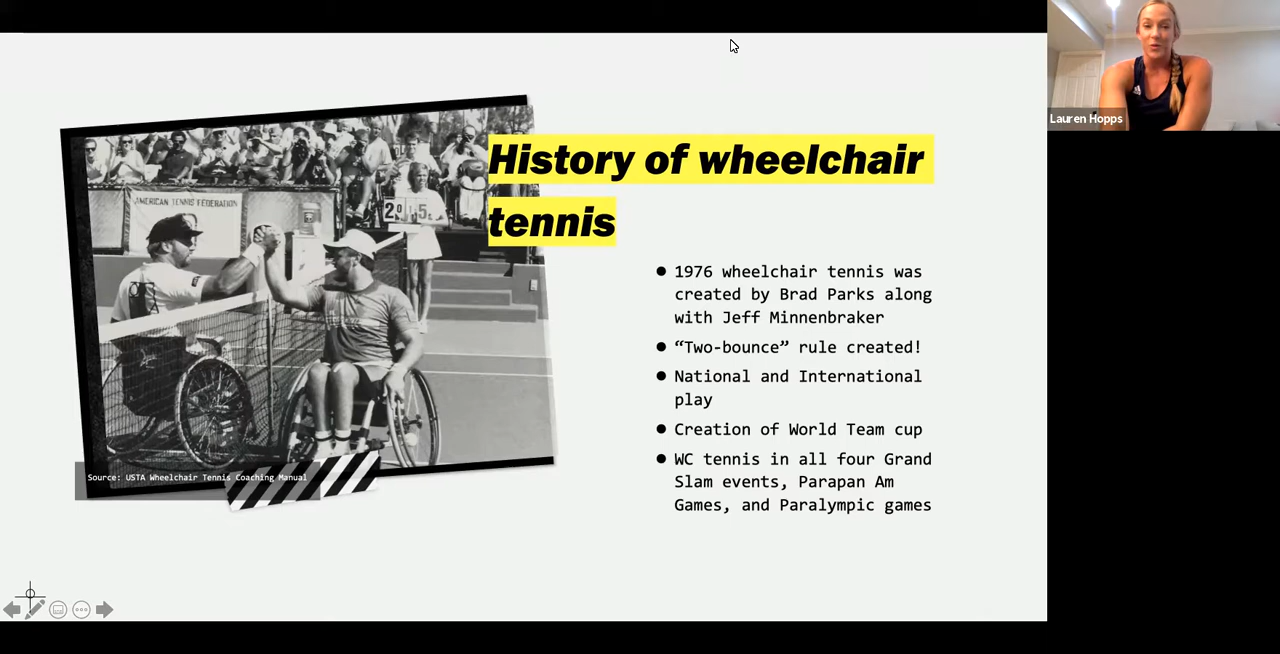 Lauren Hopps
History of wheelchair
tennis
AMERICAN TENNIS FEDERATION
● 1976 wheelchair tennis was
created by Brad Parks along
with Jeff Minnenbraker
● “Two-bounce” rule created!
● National and International
play
● Creation of World Team cup
● WC tennis in all four Grand
Slam events, Parapan Am
Games, and Paralympic games
Source: USTA Wheelchair Tennis Coaching Manual